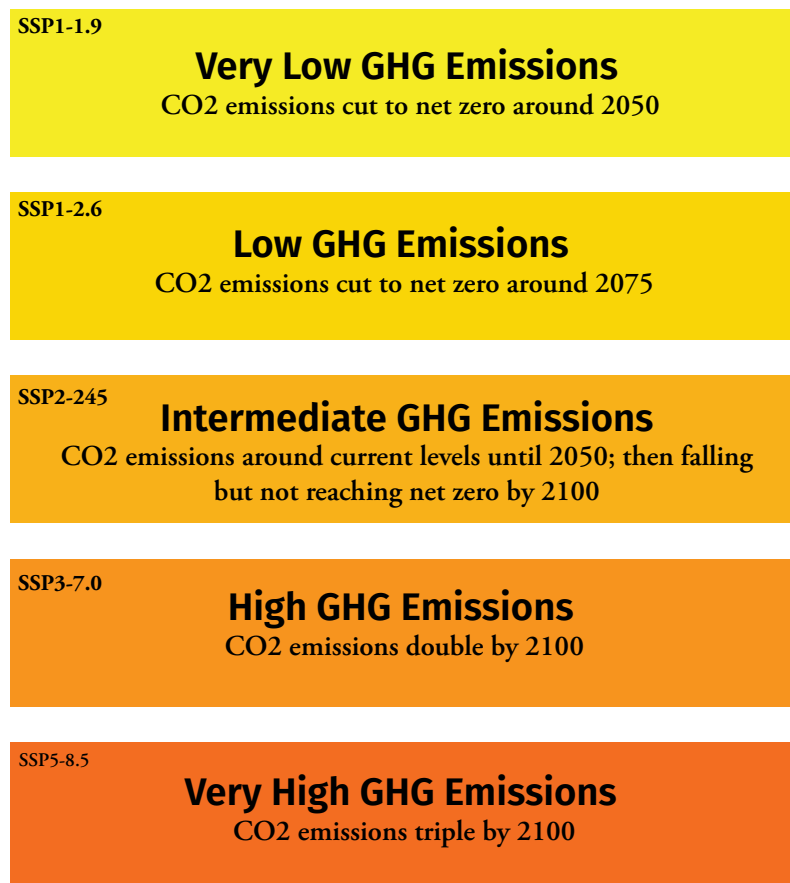 SSP1-1.9
Very Low GHG Emissions
CO2 emissions cut to net zero around 2050
SSP1-2.6
Low GHG Emissions
CO2 emissions cut to net zero around 2075
SSP2-245
Intermediate GHG Emissions
CO2 emissions around current levels until 2050; then falling
but not reaching net zero by 2100
SSP3-7.0
High GHG Emissions
CO2 emissions double by 2100
SSP5-8.5
Very High GHG Emissions
CO2 emissions triple by 2100